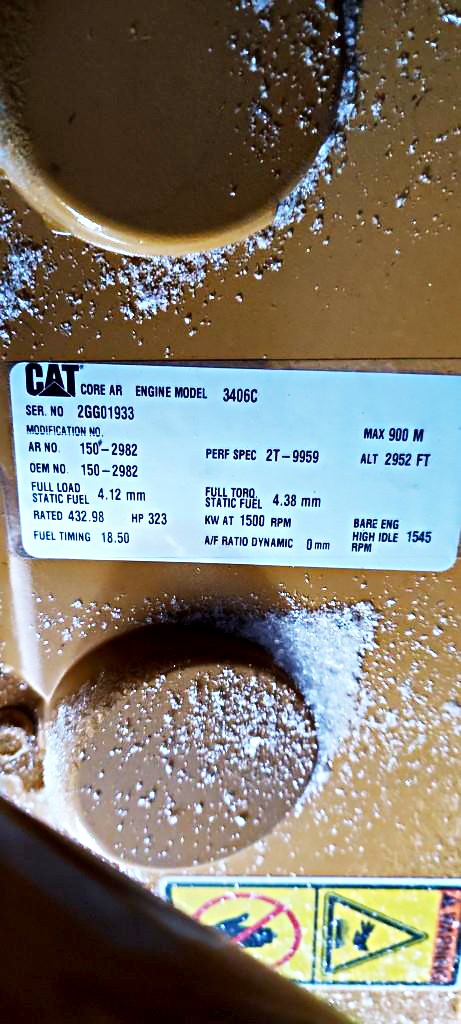 CAT CORE AR ENGINE MODEL 3406C
SER. NO 2GG01933
MODIFICATION NO.
AR NO. 150-2982 PERF SPEC 2T-9959 MAX 900 M
OEM NO. 150-2982 ALT 2952 FT
FULL LOAD
STATIC FUEL 4.12 mm FULL TORQ.
STATIC FUEL 4.38 mm
RATED 432.98 HP 323 KW AT 1500 RPM BARE ENG
HIGH IDLE 1545
RPM
FUEL TIMING 18.50 A/F RATIO DYNAMIC 0 mm